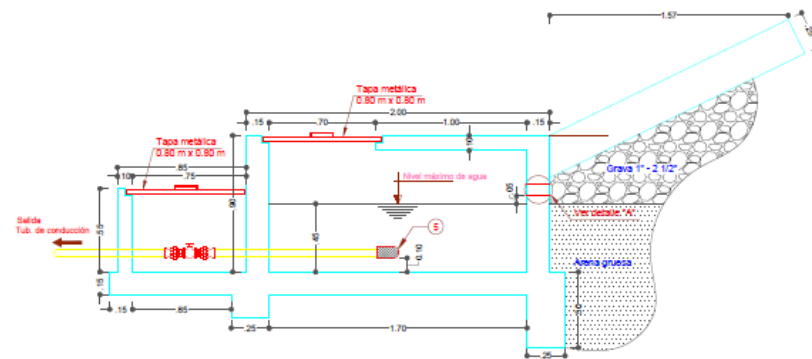 1.57
Tapa metálica
0.80 m x 0.80 m
2.00
.15
.70
1.00
.15
.10
Tapa metálica
0.80 m x 0.80 m
.85
.10
.75
.90
Nivel máximo de agua
.05
Grava 1" - 2 1/2"
Ver detalle "A"
Salida
Tub. de conducción
.55
.45
5
0.10
Arena gruesa
.15
.15
.85
.25
1.70
.25